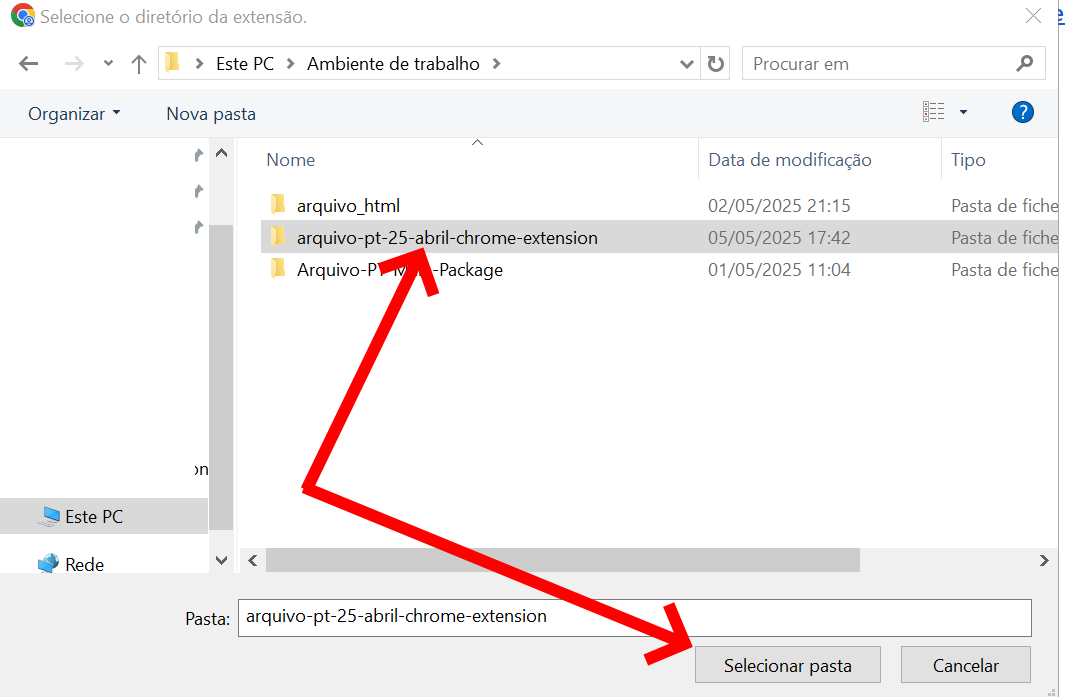 Selecione o diretório da extensão.
Este PC Ambiente de trabalho
Procurar em
Organizar Nova pasta
Nome Data de modificação Tipo
arquivo_html 02/05/2025 21:15 Pasta de fiche
arquivo-pt-25-abril-chrome-extension 05/05/2025 17:42 Pasta de fiche
Arquivo-P -Package 01/05/2025 11:04 Pasta de fiche
on
Este PC
Rede
Pasta: arquivo-pt-25-abril-chrome-extension
Selecionar pasta Cancelar